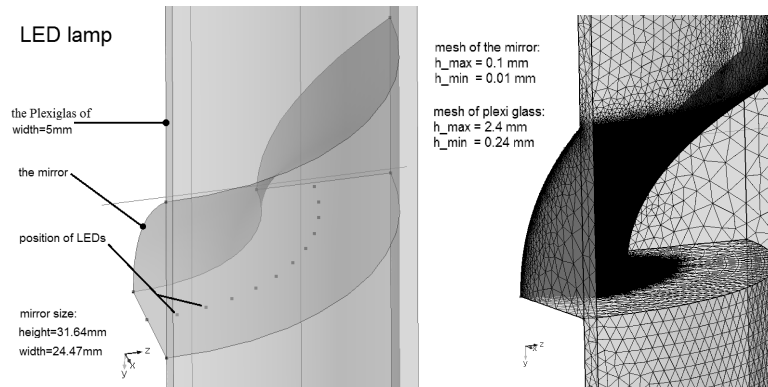 LED lamp
the Plexiglas of
width=5mm
the mirror
position of LEDs
mirror size:
height=31.64mm
width=24.47mm
z
x
y
mesh of the mirror:
h_max = 0.1 mm
h_min = 0.01 mm
mesh of plexi glass:
h_max = 2.4 mm
h_min = 0.24 mm
z
x
y